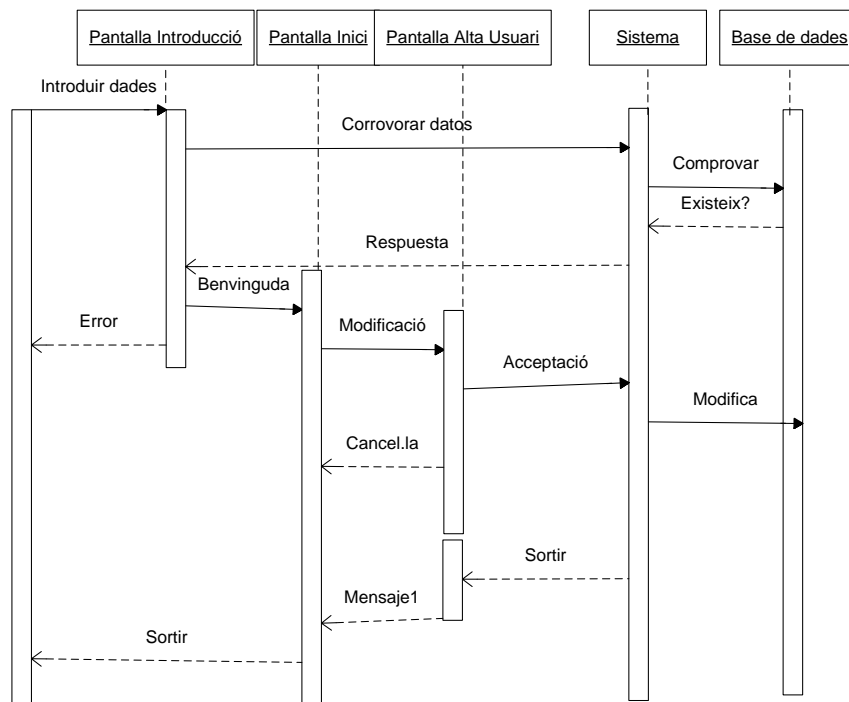 Pantalla Introducció
Pantalla Inici
Pantalla Alta Usuari
Sistema
Base de dades
Introduir dades
Corrovorar datos
Comprovar
Existeix?
Respuesta
Benvinguda
Error
Modificació
Acceptació
Modifica
Cancel.la
Sortir
Mensaje1
Sortir